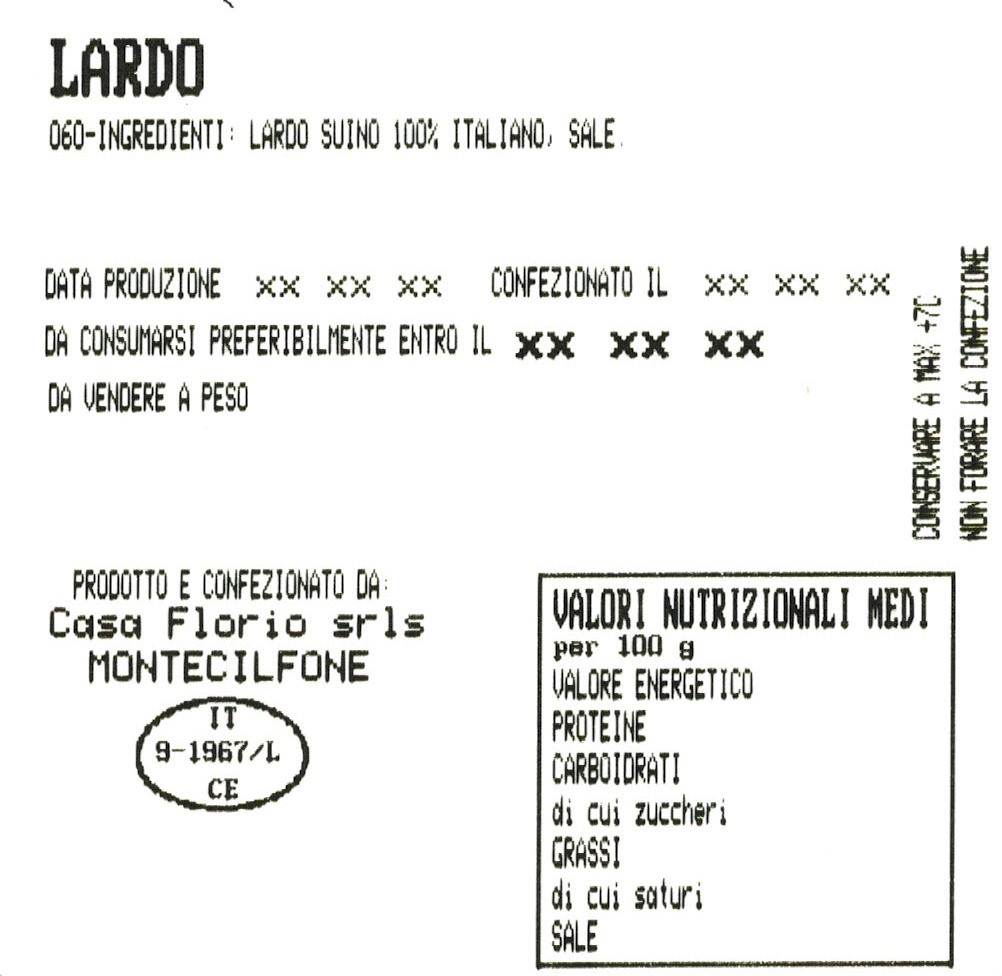 LARDO
060-INGREDIENTI: LARDO SUINO 100% ITALIANO, SALE.
DATA PRODUZIONE xx xx xx CONFEZIONATO IL xx xx xx
DA CONSUMARSI PREFERIBILMENTE ENTRO IL xx xx xx
DA VENDERE A PESO
CONSERVARE A MAX +7C
NON FORARE LA CONFEZIONE
PRODOTTO E CONFEZIONATO DA:
Casa Florio srls
MONTECILFONE
IT
9-1967/L
CE
VALORI NUTRIZIONALI MEDI
per 100 g
VALORE ENERGETICO
PROTEINE
CARBOIDRATI
di cui zuccheri
GRASSI
di cui saturi
SALE